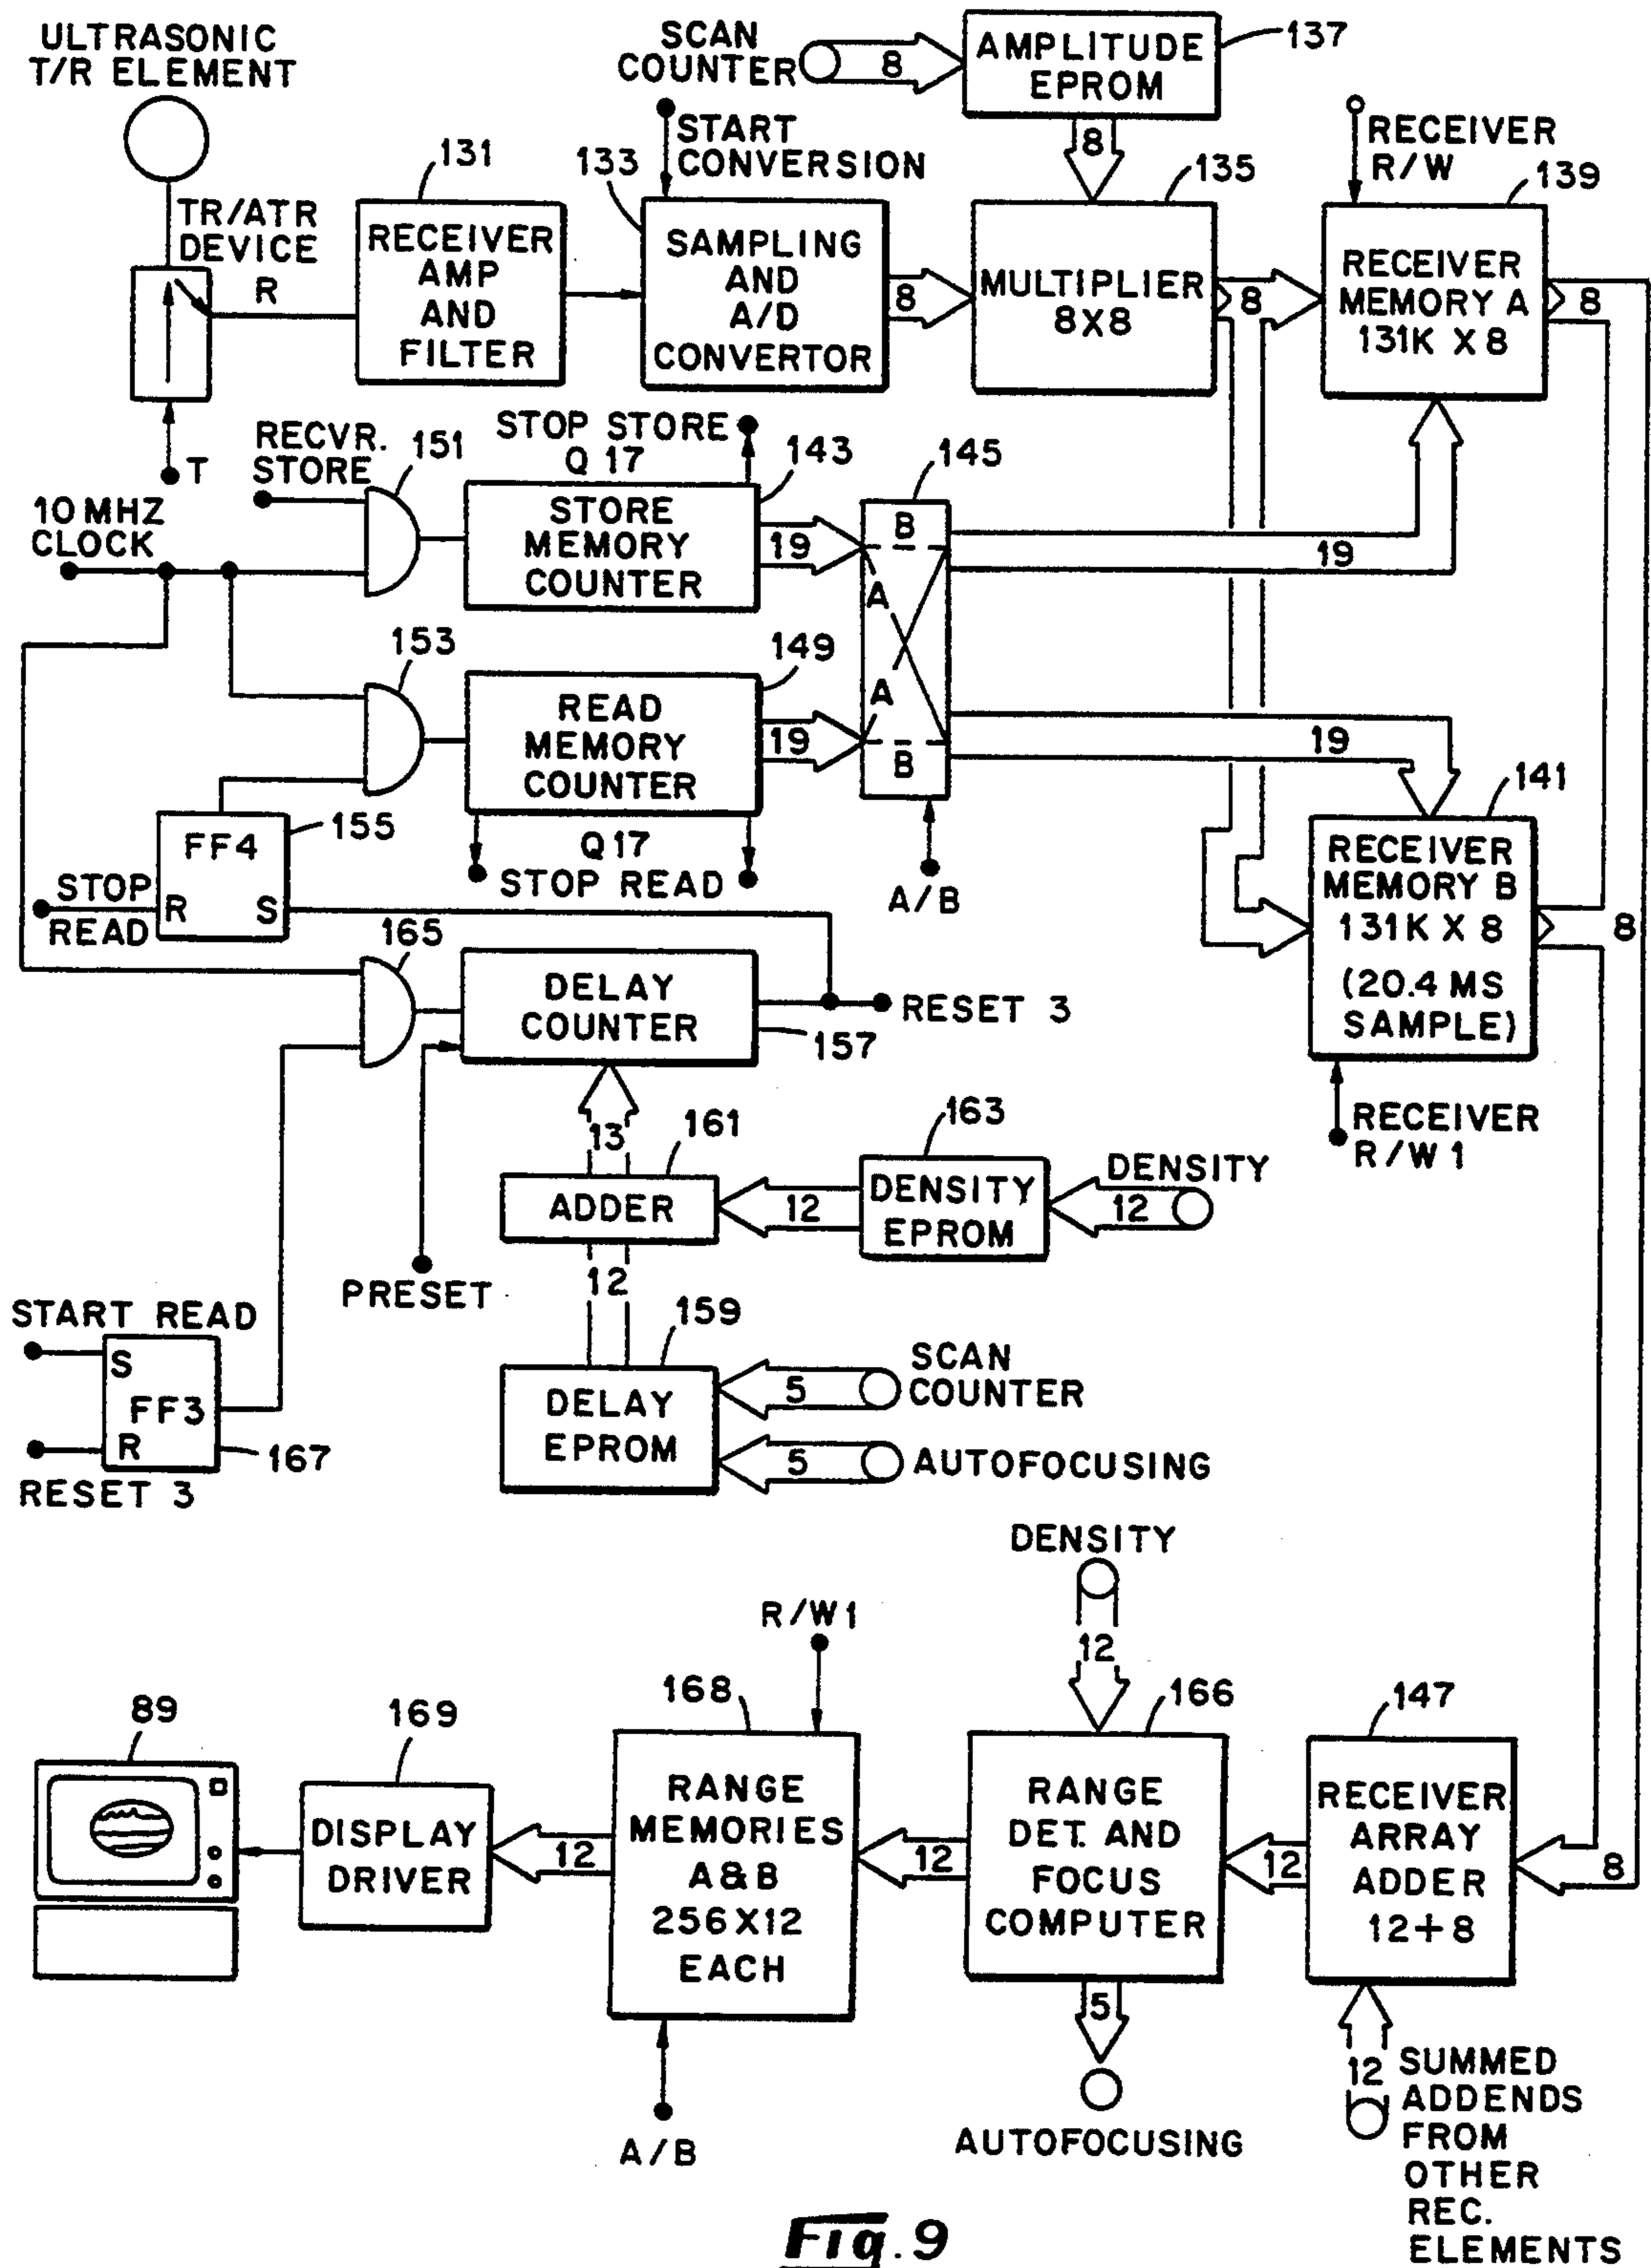 ULTRASONIC
T/R ELEMENT
SCAN
COUNTER
8
AMPLITUDE
EPROM
137
8
START
CONVERSION
RECEIVER
R/W
TR/ATR
DEVICE
R
T
131
RECEIVER
AMP
AND
FILTER
133
SAMPLING
AND
A/D
CONVERTOR
8
135
MULTIPLIER
8X8
8
139
RECEIVER
MEMORY A
131K X 8
8
RECVR.
STORE
151
10 MHZ
CLOCK
STOP STORE
Q 17
143
STORE
MEMORY
COUNTER
19
145
B
A
A
B
19
153
149
READ
MEMORY
COUNTER
19
19
Q 17
STOP READ
A/B
FF4
155
STOP
READ
R
S
141
RECEIVER
MEMORY B
131K X 8
(20.4 MS
SAMPLE)
8
RECEIVER
R/W 1
165
DELAY
COUNTER
157
RESET 3
13
161
ADDER
12
163
DENSITY
EPROM
DENSITY
12
PRESET
12
159
DELAY
EPROM
5
SCAN
COUNTER
5
AUTOFOCUSING
START READ
S
FF3
R
167
RESET 3
DENSITY
12
R/W 1
89
169
DISPLAY
DRIVER
12
168
RANGE
MEMORIES
A & B
256X12
EACH
12
166
RANGE
DET. AND
FOCUS
COMPUTER
12
147
RECEIVER
ARRAY
ADDER
12+8
8
A/B
5
AUTOFOCUSING
12
SUMMED
ADDENDS
FROM
OTHER
REC.
ELEMENTS
Fig. 9